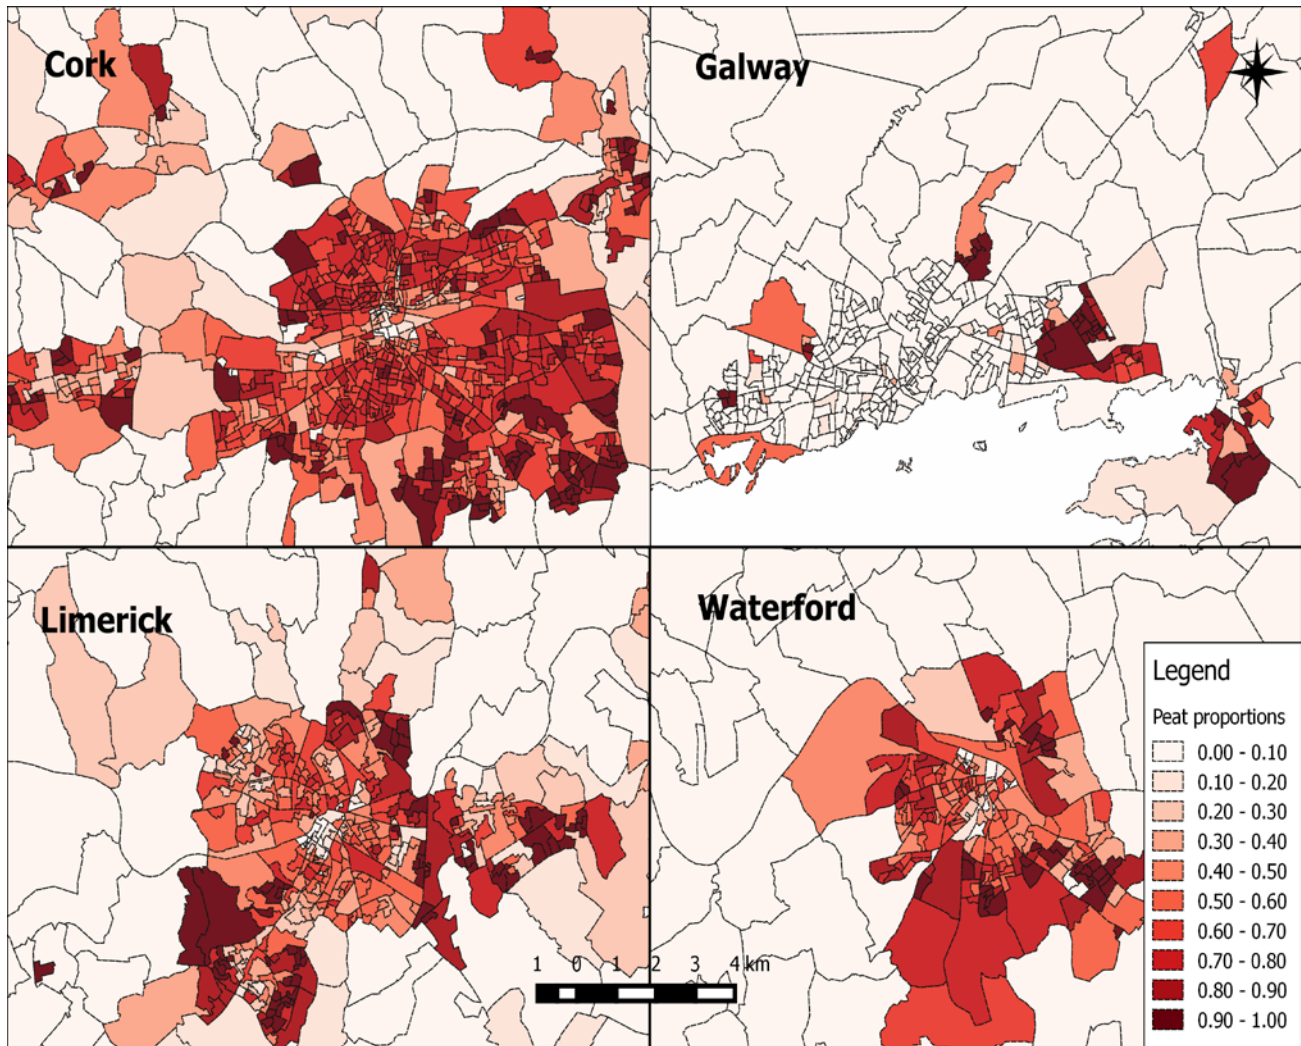 Cork
Galway
Limerick
Waterford
Legend
Peat proportions
0.00 - 0.10
0.10 - 0.20
0.20 - 0.30
0.30 - 0.40
0.40 - 0.50
0.50 - 0.60
0.60 - 0.70
0.70 - 0.80
0.80 - 0.90
0.90 - 1.00
1 0 1 2 3 4 km